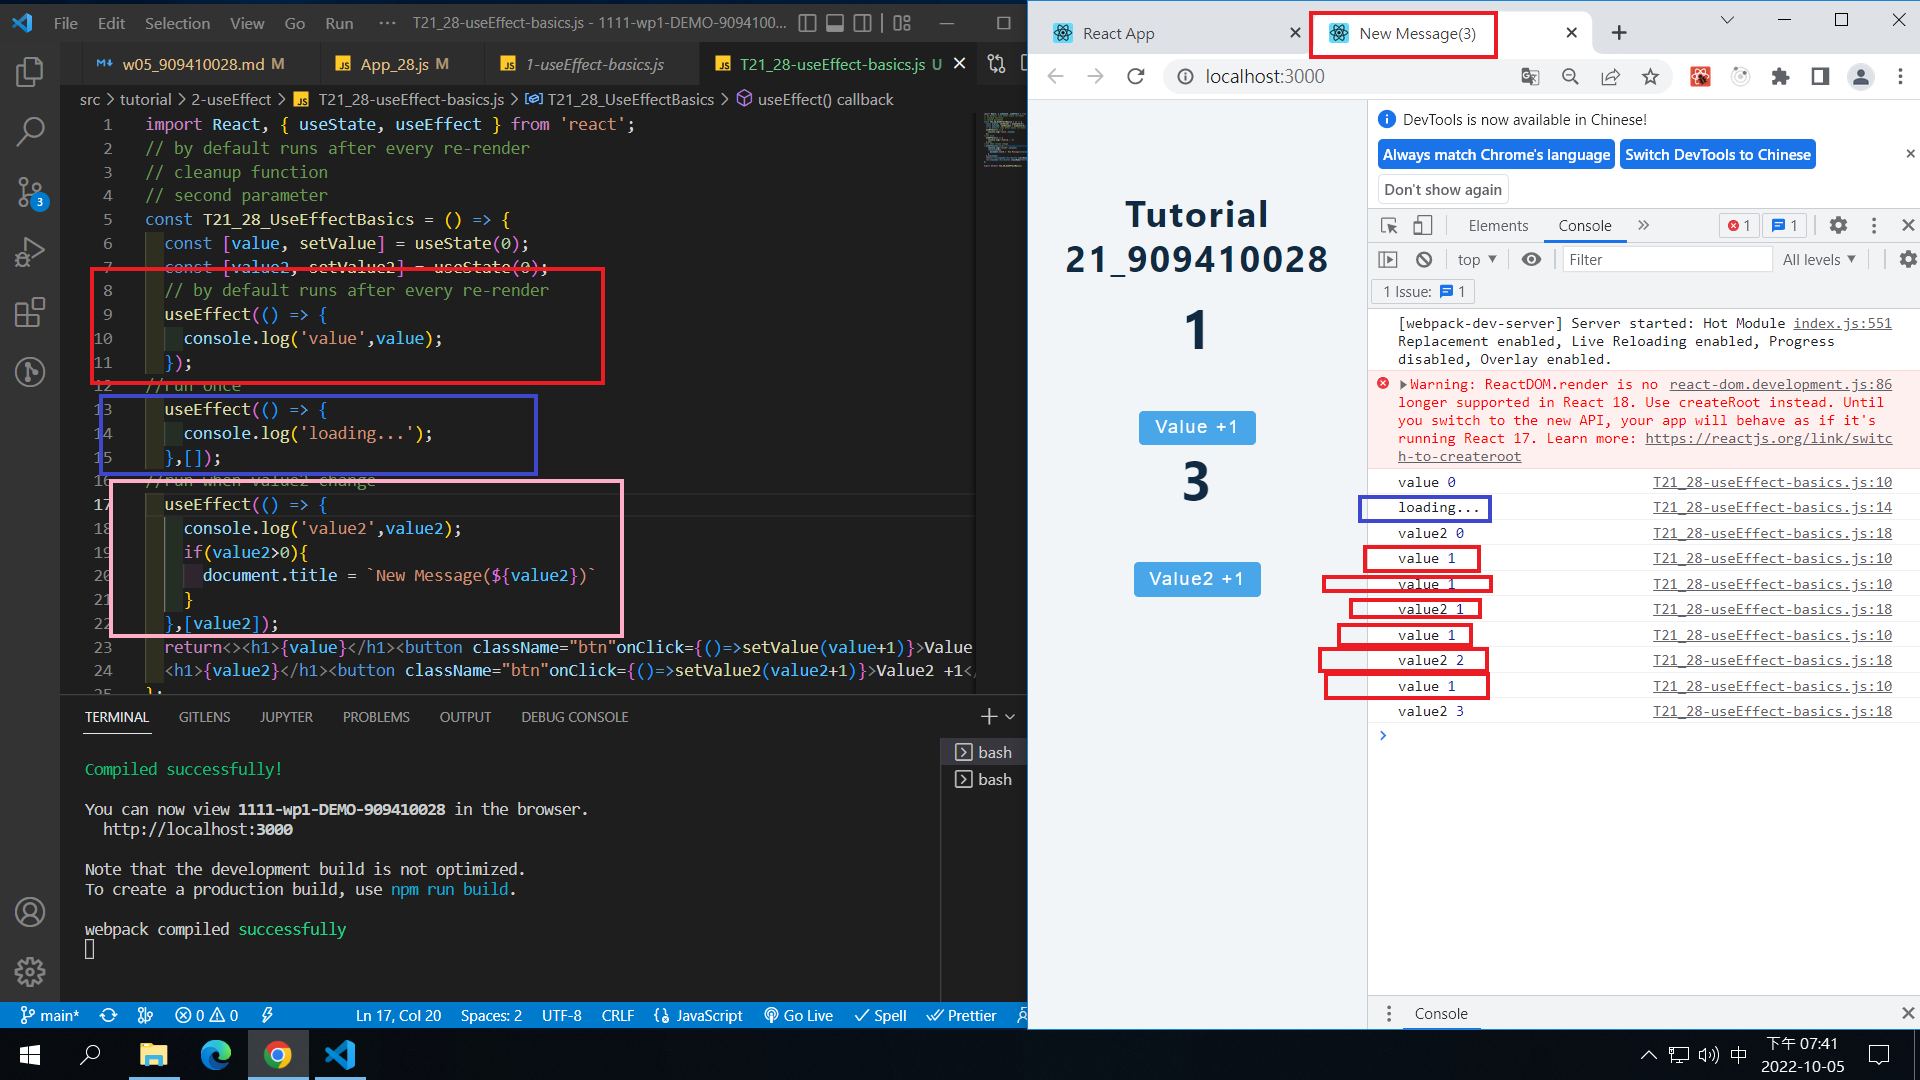 File Edit Selection View Go Run ··· T21_28-useEffect-basics.js - 1111-wp1-DEMO-9094100...
w05_909410028.md M App_28.js M 1-useEffect-basics.js T21_28-useEffect-basics.js U
src > tutorial > 2-useEffect > T21_28-useEffect-basics.js > T21_28_UseEffectBasics > useEffect() callback
1 import React, { useState, useEffect } from 'react';
2 // by default runs after every re-render
3 // cleanup function
4 // second parameter
5 const T21_28_UseEffectBasics = () => {
6 const [value, setValue] = useState(0);
7 const [value2, setValue2] = useState(0);
8 // by default runs after every re-render
9 useEffect(() => {
10 console.log('value',value);
11 });
12 //run once
13 useEffect(() => {
14 console.log('loading...');
15 },[]);
16 //run when value2 change
17 useEffect(() => {
18 console.log('value2',value2);
19 if(value2>0){
20 document.title = `New Message(${value2})`
21 }
22 },[value2]);
23 return<><h1>{value}</h1><button className="btn"onClick={()=>setValue(value+1)}>Value
24 <h1>{value2}</h1><button className="btn"onClick={()=>setValue2(value2+1)}>Value2 +1</
25 };
TERMINAL GITLENS JUPYTER PROBLEMS OUTPUT DEBUG CONSOLE
bash
bash
Compiled successfully!
You can now view 1111-wp1-DEMO-909410028 in the browser.
http://localhost:3000
Note that the development build is not optimized.
To create a production build, use npm run build.
webpack compiled successfully
3
main* 0 0 Ln 17, Col 20 Spaces: 2 UTF-8 CRLF JavaScript Go Live Spell Prettier
React App New Message(3)
localhost:3000
Tutorial
21_909410028
1
Value +1
3
Value2 +1
DevTools is now available in Chinese!
Always match Chrome's language Switch DevTools to Chinese
Don't show again
Elements Console 1 1
top Filter All levels
1 Issue: 1
[webpack-dev-server] Server started: Hot Module index.js:551
Replacement enabled, Live Reloading enabled, Progress
disabled, Overlay enabled.
Warning: ReactDOM.render is no react-dom.development.js:86
longer supported in React 18. Use createRoot instead. Until
you switch to the new API, your app will behave as if it's
running React 17. Learn more: https://reactjs.org/link/switc
h-to-createroot
value 0 T21_28-useEffect-basics.js:10
loading... T21_28-useEffect-basics.js:14
value2 0 T21_28-useEffect-basics.js:18
value 1 T21_28-useEffect-basics.js:10
value 1 T21_28-useEffect-basics.js:10
value2 1 T21_28-useEffect-basics.js:18
value 1 T21_28-useEffect-basics.js:10
value2 2 T21_28-useEffect-basics.js:18
value 1 T21_28-useEffect-basics.js:10
value2 3 T21_28-useEffect-basics.js:18
Console
中 下午 07:41
2022-10-05